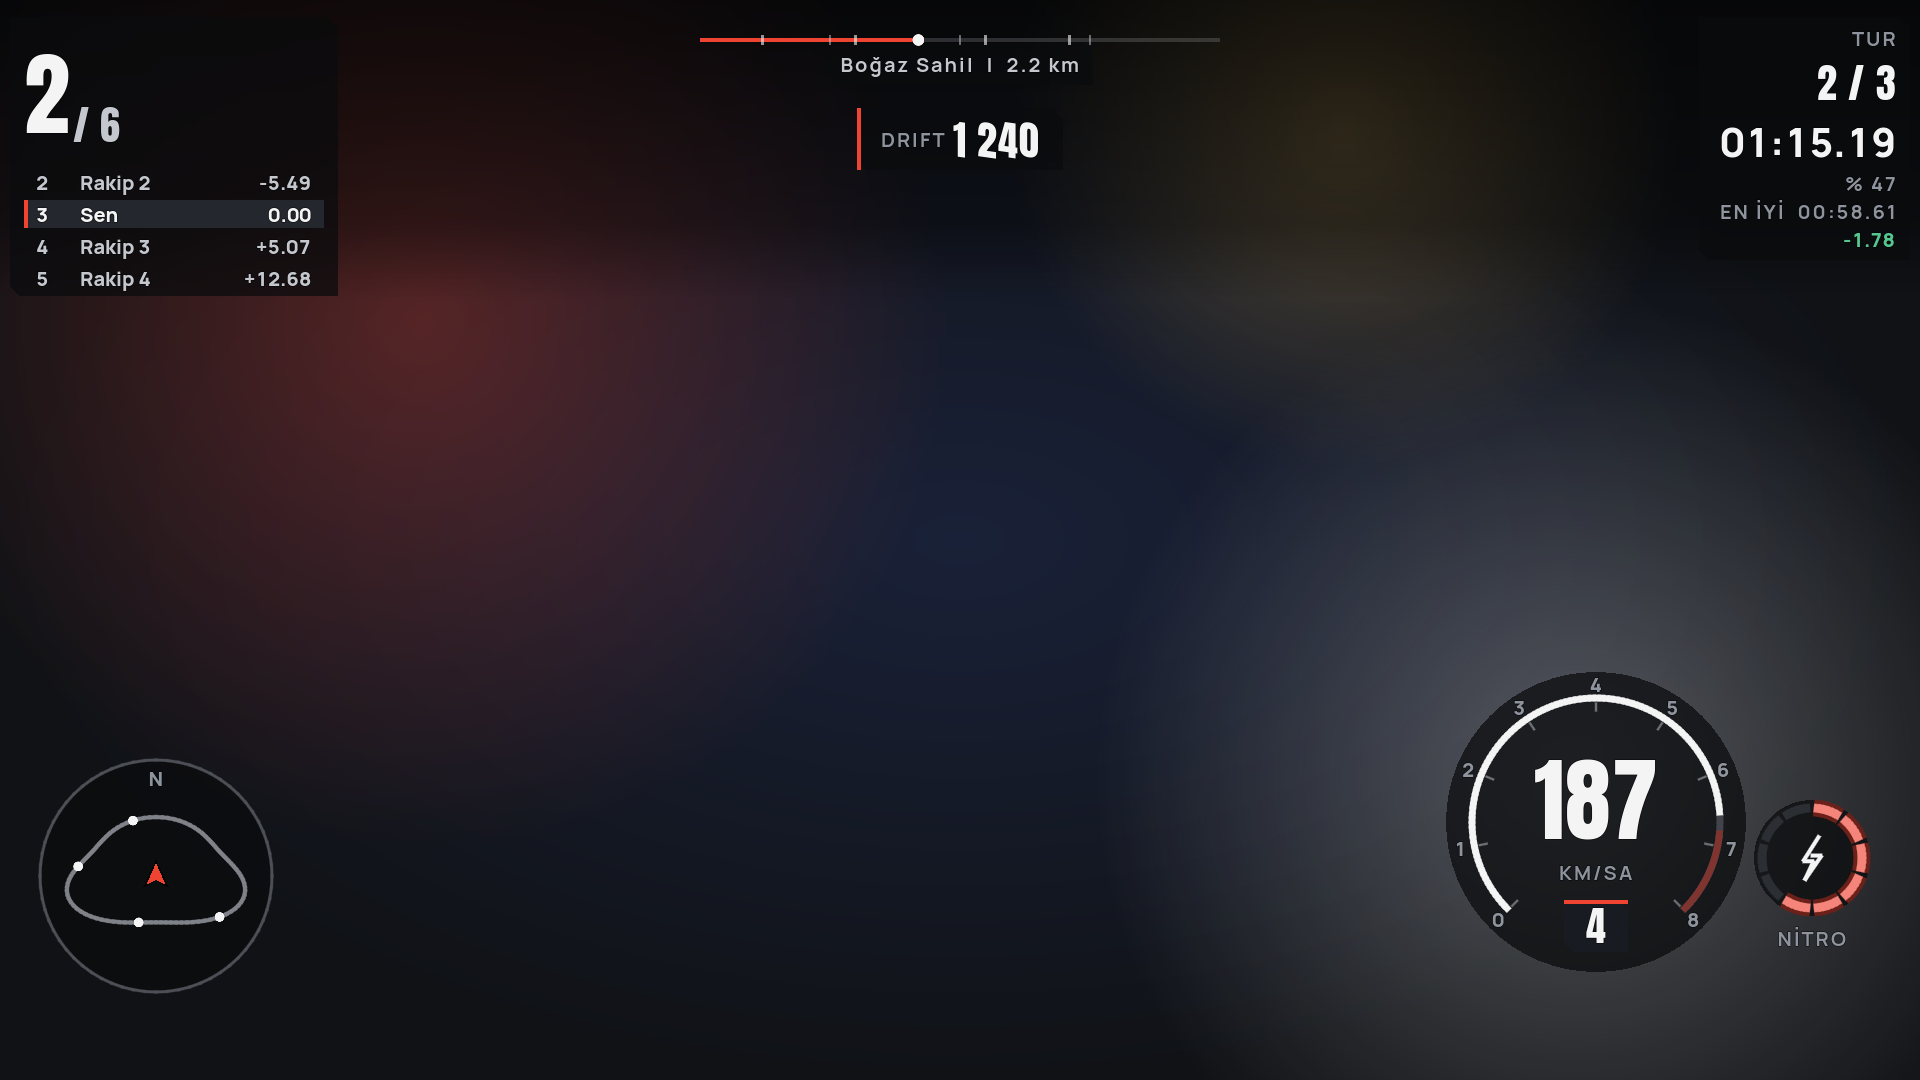 2 / 6
2 Rakip 2 -5.49
3 Sen 0.00
4 Rakip 3 +5.07
5 Rakip 4 +12.68
Boğaz Sahil | 2.2 km
DRIFT 1 240
TUR
2 / 3
01:15.19
% 47
EN İYİ 00:58.61
-1.78
N
0 1 2 3 4 5 6 7 8
187
KM/SA
4
NİTRO